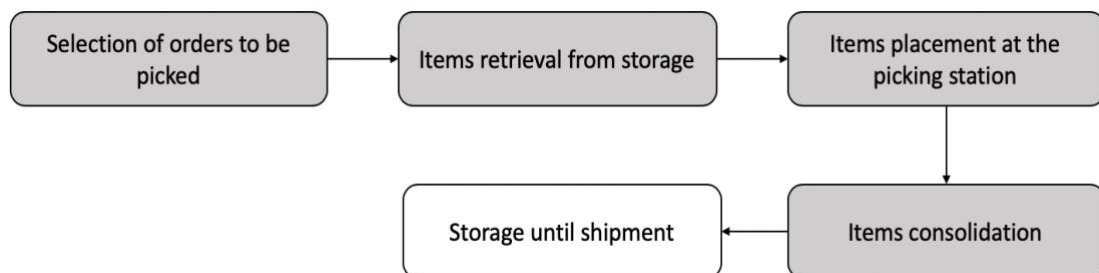 Selection of orders to be
picked
Items retrieval from storage
Items placement at the
picking station
Storage until shipment
Items consolidation